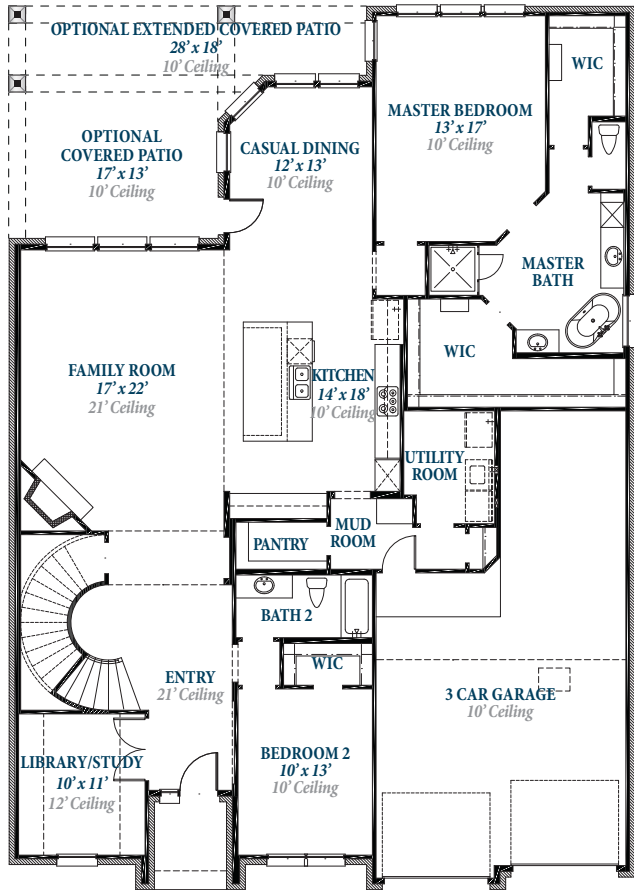 OPTIONAL EXTENDED COVERED PATIO
28' x 18'
10' Ceiling
WIC
MASTER BEDROOM
13' x 17'
10' Ceiling
OPTIONAL
COVERED PATIO
17' x 13'
10' Ceiling
CASUAL DINING
12' x 13'
10' Ceiling
MASTER
BATH
WIC
FAMILY ROOM
17' x 22'
21' Ceiling
KITCHEN
14' x 18'
10' Ceiling
UTILITY
ROOM
MUD
ROOM
PANTRY
BATH 2
WIC
ENTRY
21' Ceiling
3 CAR GARAGE
10' Ceiling
LIBRARY/STUDY
10' x 11'
12' Ceiling
BEDROOM 2
10' x 13'
10' Ceiling